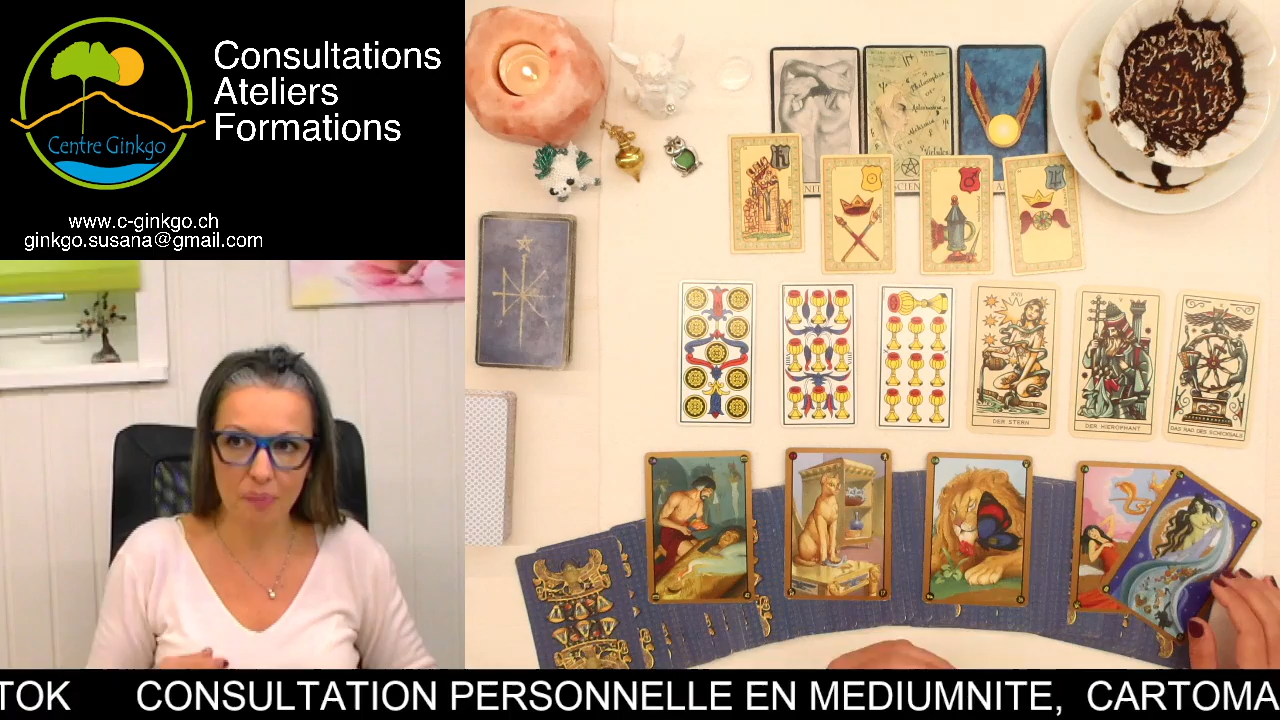 Consultations
Ateliers
Formations
Centre Ginkgo
www.c-ginkgo.ch
ginkgo.susana@gmail.com
XVII
DER STERN
V
DER HIEROPHANT
DAS RAD DES SCHICKSALS
TOK CONSULTATION PERSONNELLE EN MEDIUMNITE, CARTOMA